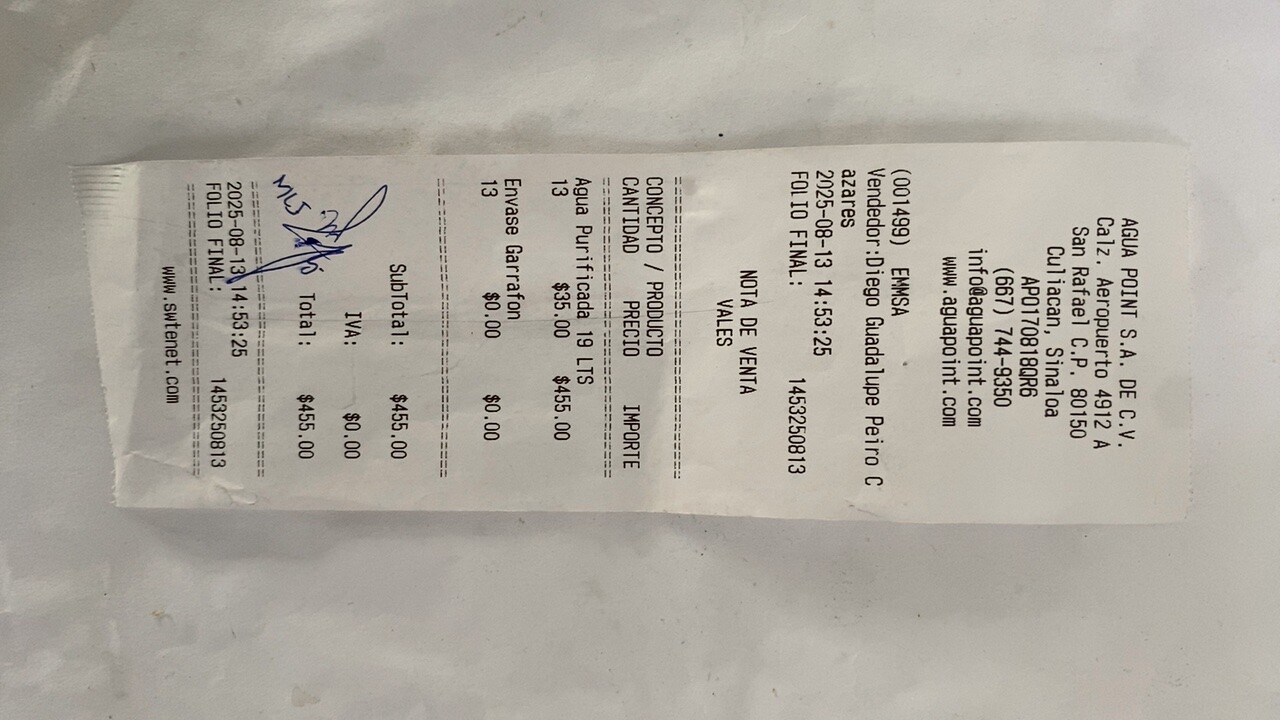 AGUA POINT S.A. DE C.V.
Calz. Aeropuerto 4912 A
San Rafael C.P. 80150
Culiacan, Sinaloa
APO170818QR6
(667) 744-9350
info@aguapoint.com
www.aguapoint.com
(001499) EMMSA
Vendedor:Diego Guadalupe Peiro C
azares
2025-08-13 14:53:25
FOLIO FINAL: 1453250813
NOTA DE VENTA
VALES
CONCEPTO / PRODUCTO
CANTIDAD PRECIO IMPORTE
Agua Purificada 19 LTS
13 $35.00 $455.00
Envase Garrafon
13 $0.00 $0.00
SubTotal: $455.00
IVA: $0.00
Total: $455.00
2025-08-13 14:53:25
FOLIO FINAL: 1453250813
www.swtenet.com